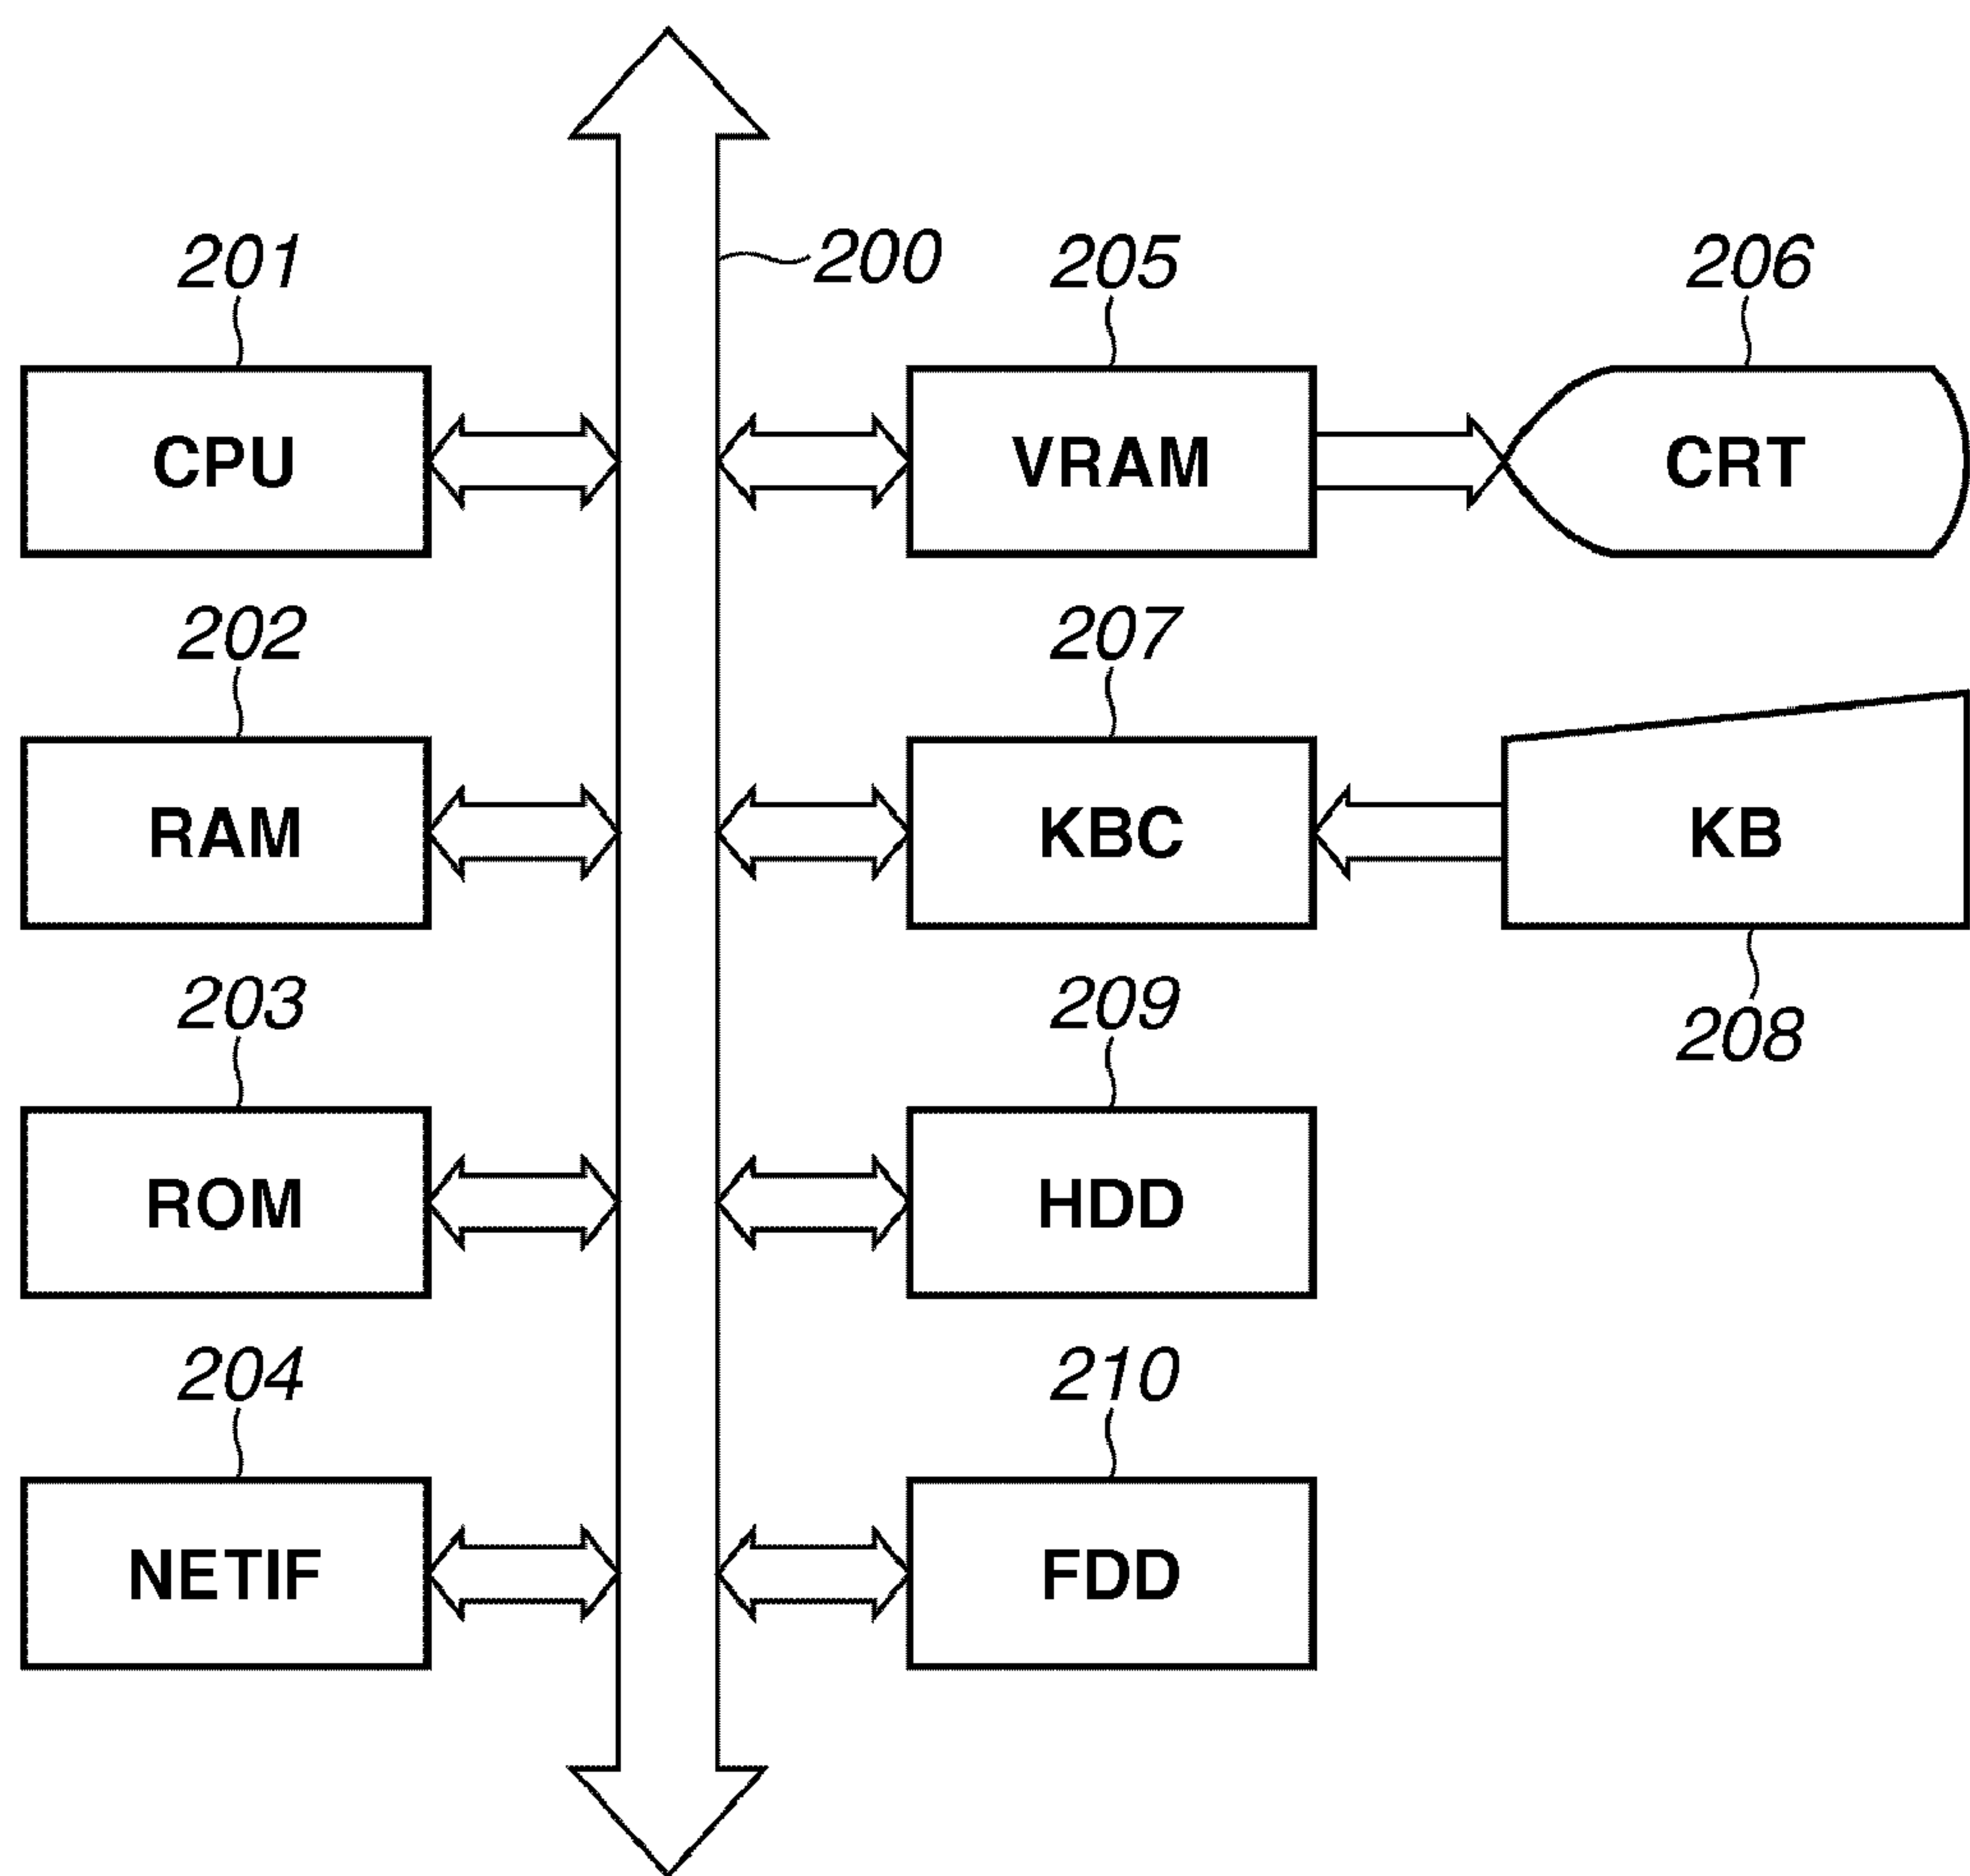 200
201
CPU
205
VRAM
206
CRT
202
RAM
207
KBC
KB
208
203
ROM
209
HDD
204
NETIF
210
FDD